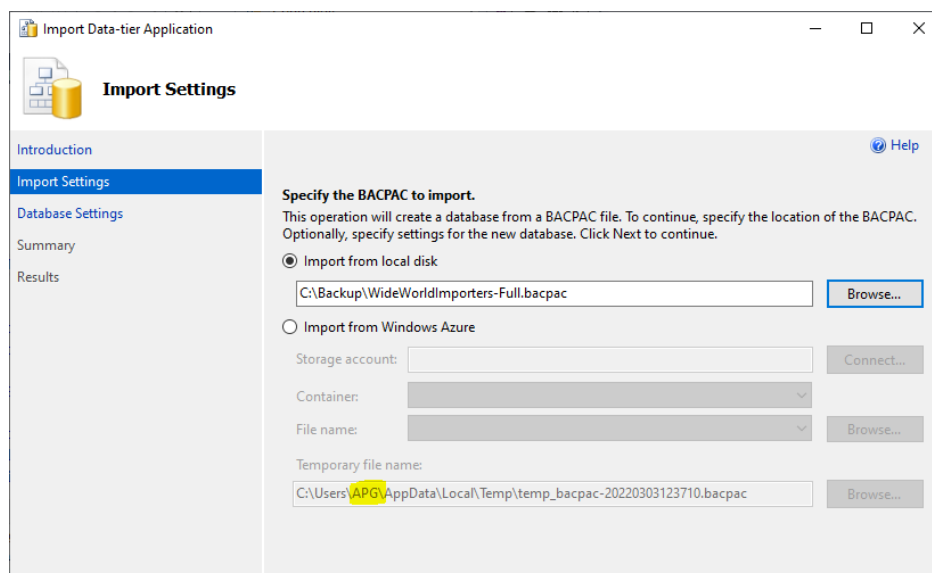 Import Data-tier Application
Import Settings
Introduction
Import Settings
Database Settings
Summary
Results
Help
Specify the BACPAC to import.
This operation will create a database from a BACPAC file. To continue, specify the location of the BACPAC.
Optionally, specify settings for the new database. Click Next to continue.
Import from local disk
C:\Backup\WideWorldImporters-Full.bacpac
Browse...
Import from Windows Azure
Storage account:
Connect...
Container:
File name:
Browse...
Temporary file name:
C:\Users\APG\AppData\Local\Temp\temp_bacpac-20220303123710.bacpac
Browse...